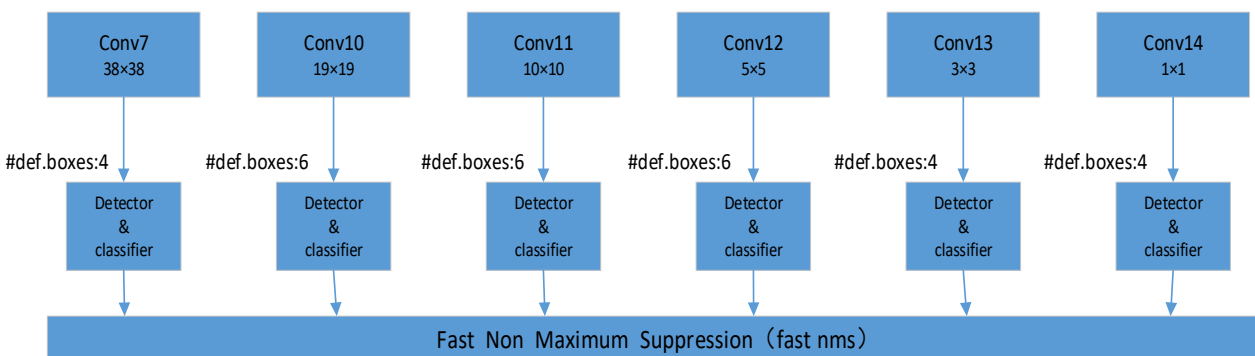 Conv7
38×38
Conv10
19×19
Conv11
10×10
Conv12
5×5
Conv13
3×3
Conv14
1×1
#def.boxes:4
#def.boxes:6
#def.boxes:6
#def.boxes:6
#def.boxes:4
#def.boxes:4
Detector
&
classifier
Detector
&
classifier
Detector
&
classifier
Detector
&
classifier
Detector
&
classifier
Detector
&
classifier
Fast Non Maximum Suppression（fast nms）